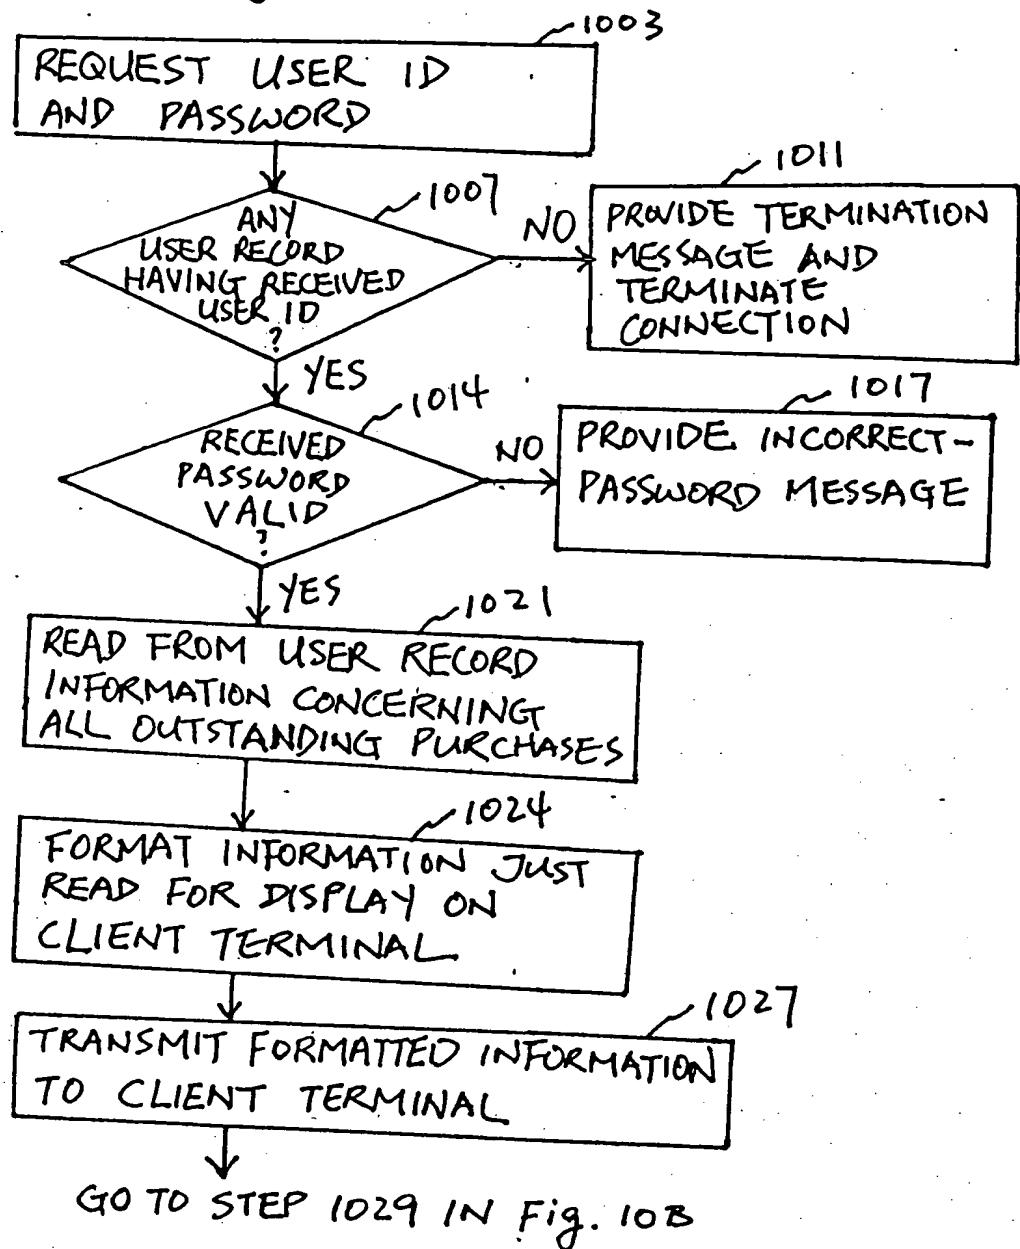 1003
REQUEST USER ID
AND PASSWORD
1007
ANY
USER RECORD
HAVING RECEIVED
USER ID
?
NO
1011
PROVIDE TERMINATION
MESSAGE AND
TERMINATE
CONNECTION
YES
1014
RECEIVED
PASSWORD
VALID
?
NO
1017
PROVIDE INCORRECT-
PASSWORD MESSAGE
YES
1021
READ FROM USER RECORD
INFORMATION CONCERNING
ALL OUTSTANDING PURCHASES
1024
FORMAT INFORMATION JUST
READ FOR DISPLAY ON
CLIENT TERMINAL
1027
TRANSMIT FORMATTED INFORMATION
TO CLIENT TERMINAL
GO TO STEP 1029 IN Fig. 10B